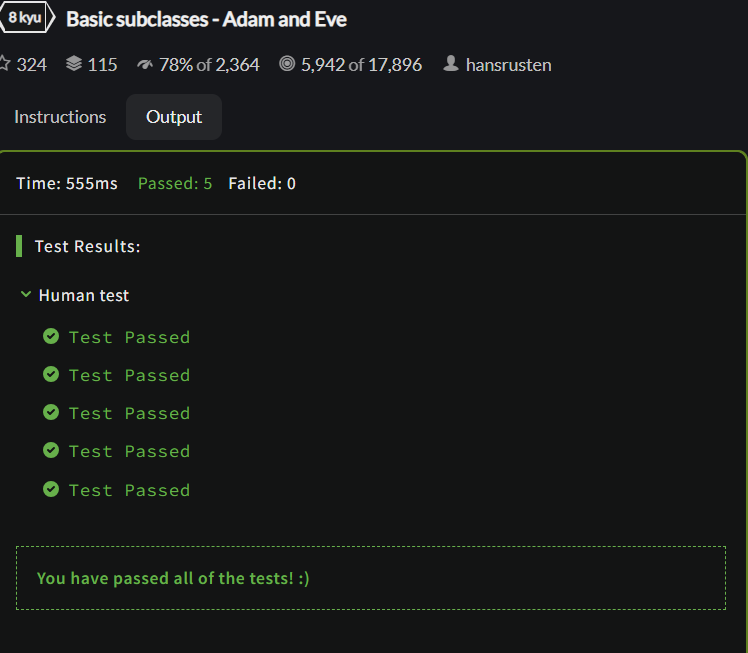 8 kyu Basic subclasses - Adam and Eve
324 115 78% of 2,364 5,942 of 17,896 hansrusten
Instructions Output
Time: 555ms Passed: 5 Failed: 0
Test Results:
Human test
Test Passed
Test Passed
Test Passed
Test Passed
Test Passed
You have passed all of the tests! :)